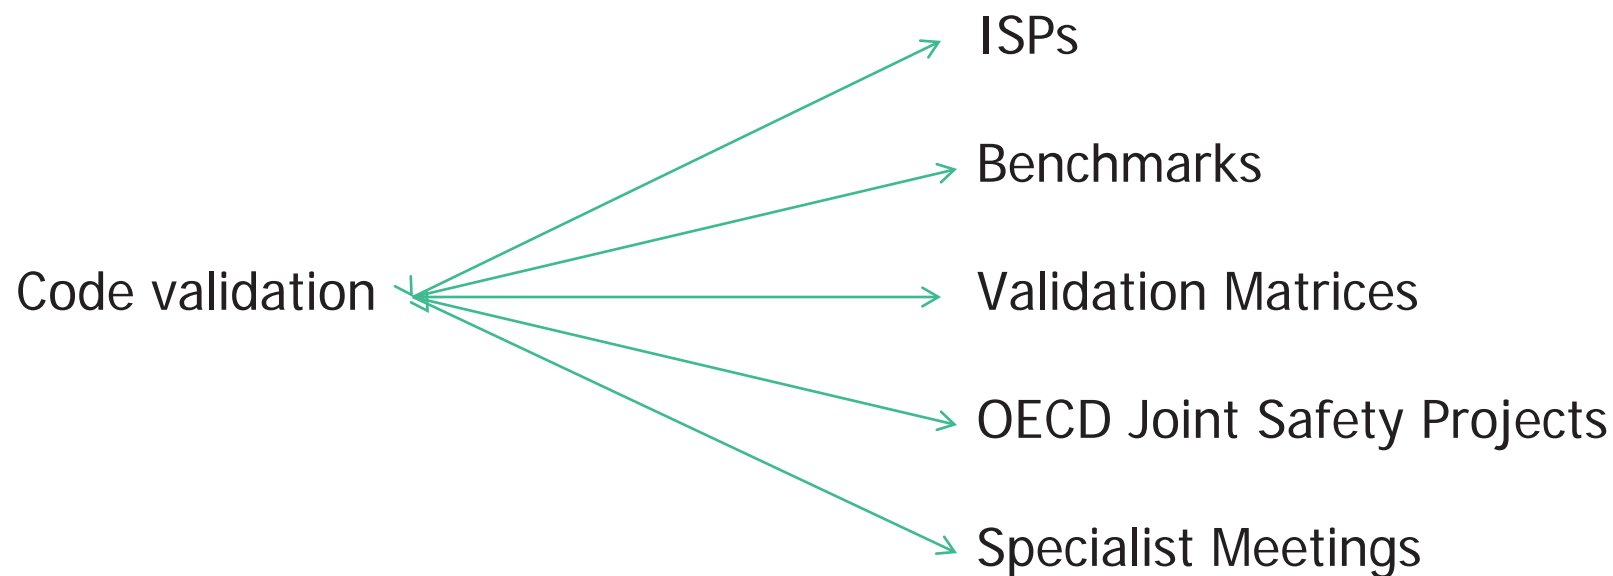 ISPs
Benchmarks
Code validation
Validation Matrices
OECD Joint Safety Projects
Specialist Meetings